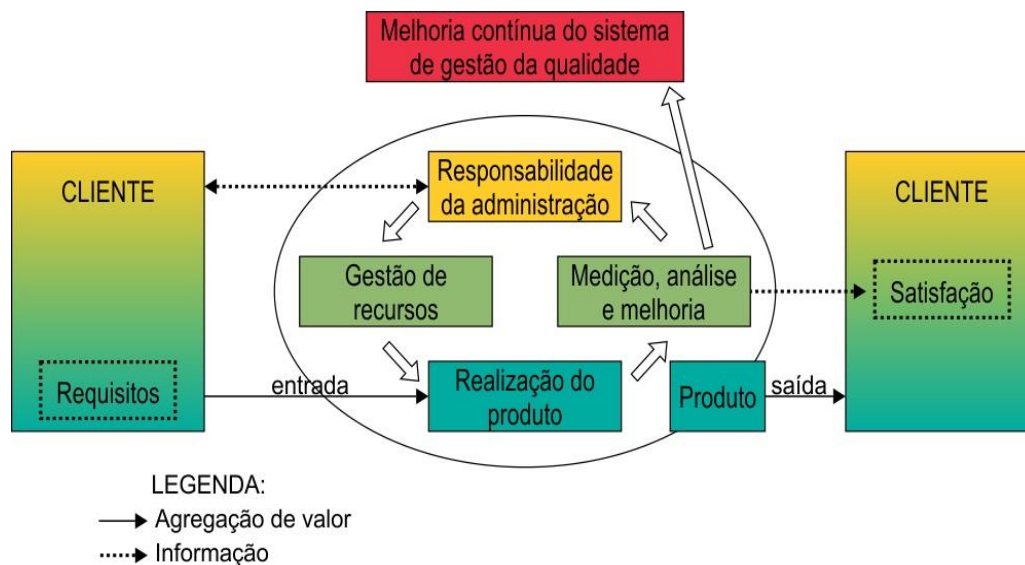 Melhoria contínua do sistema
de gestão da qualidade
CLIENTE
Responsabilidade
da administração
CLIENTE
Gestão de
recursos
Medição, análise
e melhoria
Satisfação
Requisitos
entrada
Realização do
produto
Produto
saída
LEGENDA:
Agregação de valor
Informação